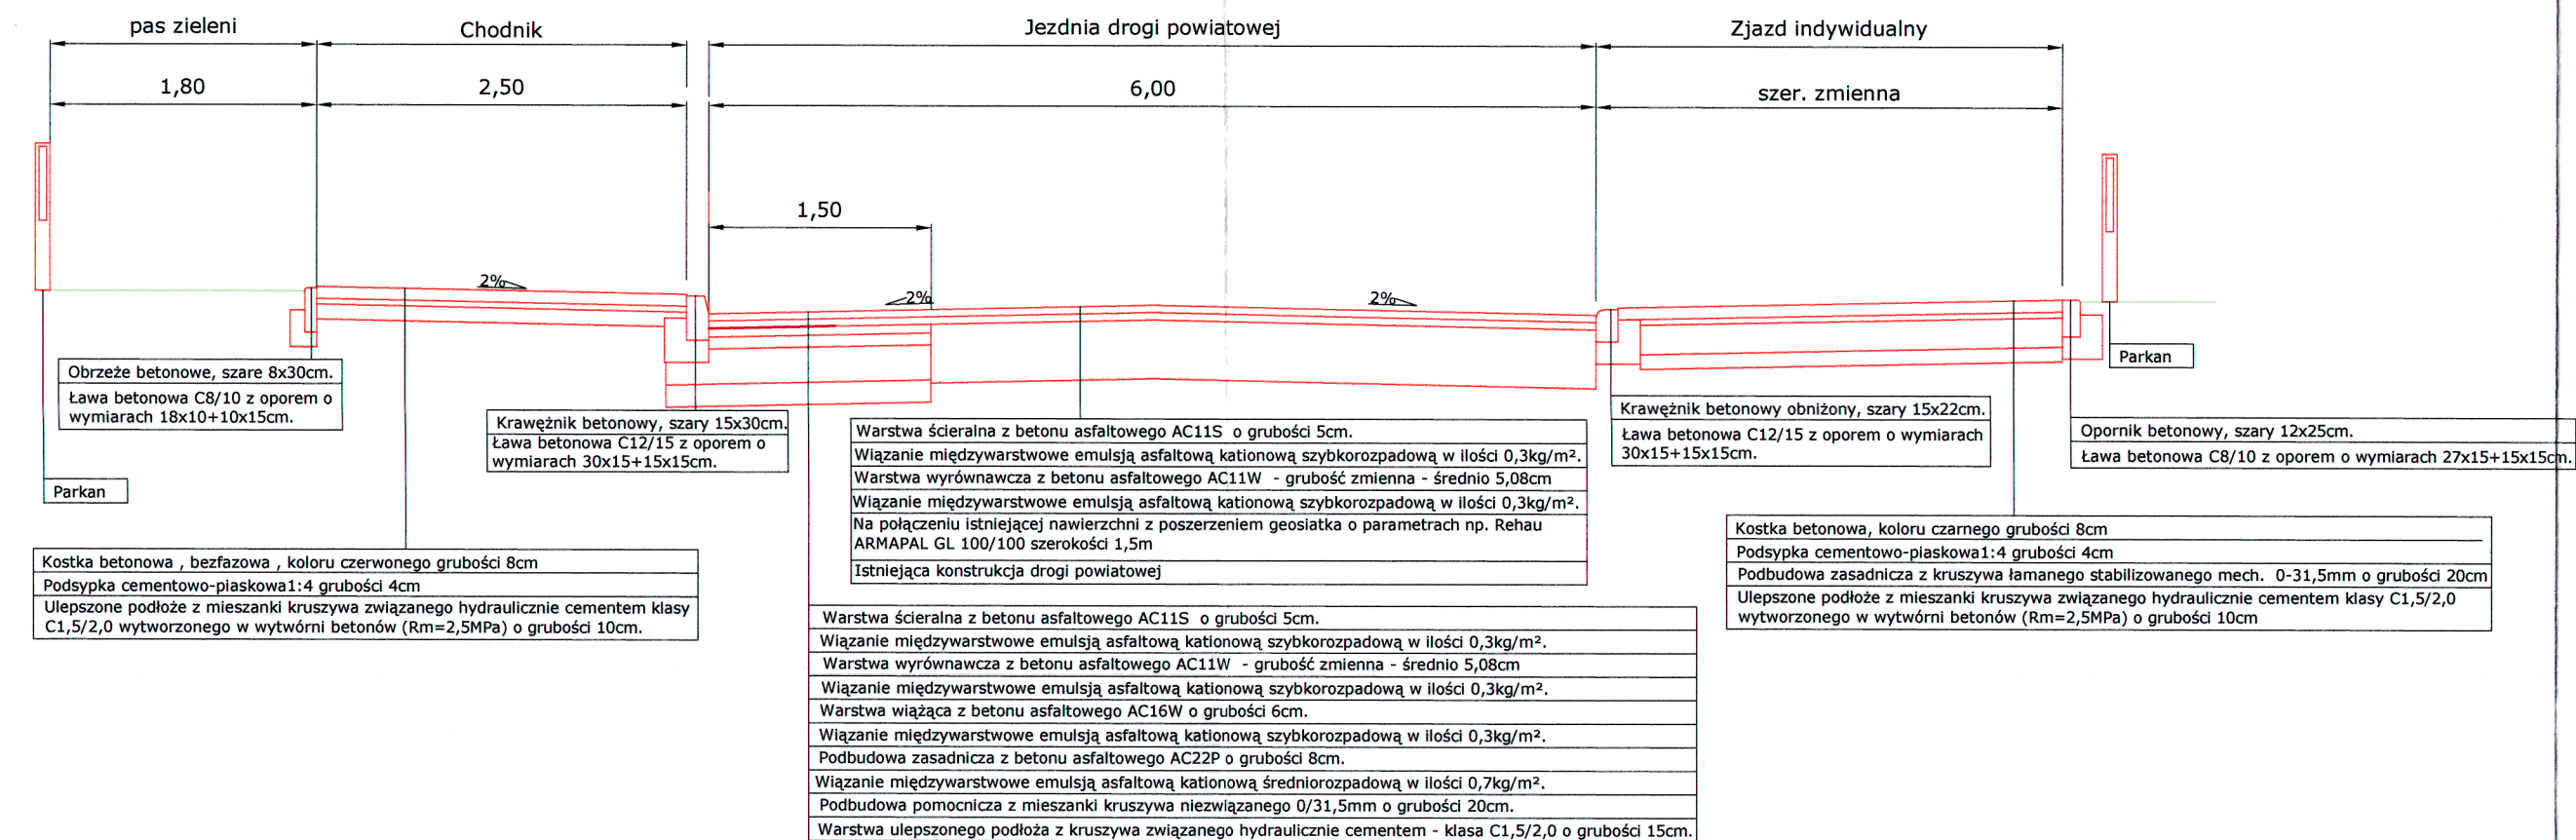 pas zieleni
Chodnik
Jezdnia drogi powiatowej
Zjazd indywidualny
1,80
2,50
6,00
szer. zmienna
1,50
2%
2%
2%
Obrzeże betonowe, szare 8x30cm.
Ława betonowa C8/10 z oporem o
wymiarach 18x10+10x15cm.
Parkan
Krawężnik betonowy, szary 15x30cm.
Ława betonowa C12/15 z oporem o
wymiarach 30x15+15x15cm.
Kostka betonowa , bezfazowa , koloru czerwonego grubości 8cm
Podsypka cementowo-piaskowa1:4 grubości 4cm
Ulepszone podłoże z mieszanki kruszywa związanego hydraulicznie cementem klasy
C1,5/2,0 wytworzonego w wytwórni betonów (Rm=2,5MPa) o grubości 10cm.
Warstwa ścieralna z betonu asfaltowego AC11S o grubości 5cm.
Wiązanie międzywarstwowe emulsją asfaltową kationową szybkorozpadową w ilości 0,3kg/m².
Warstwa wyrównawcza z betonu asfaltowego AC11W - grubość zmienna - średnio 5,08cm
Wiązanie międzywarstwowe emulsją asfaltową kationową szybkorozpadową w ilości 0,3kg/m².
Na połączeniu istniejącej nawierzchni z poszerzeniem geosiatka o parametrach np. Rehau
ARMAPAL GL 100/100 szerokości 1,5m
Istniejąca konstrukcja drogi powiatowej
Warstwa ścieralna z betonu asfaltowego AC11S o grubości 5cm.
Wiązanie międzywarstwowe emulsją asfaltową kationową szybkorozpadową w ilości 0,3kg/m².
Warstwa wyrównawcza z betonu asfaltowego AC11W - grubość zmienna - średnio 5,08cm
Wiązanie międzywarstwowe emulsją asfaltową kationową szybkorozpadową w ilości 0,3kg/m².
Warstwa wiążąca z betonu asfaltowego AC16W o grubości 6cm.
Wiązanie międzywarstwowe emulsją asfaltową kationową szybkorozpadową w ilości 0,3kg/m².
Podbudowa zasadnicza z betonu asfaltowego AC22P o grubości 8cm.
Wiązanie międzywarstwowe emulsją asfaltową kationową średniorozpadową w ilości 0,7kg/m².
Podbudowa pomocnicza z mieszanki kruszywa niezwiązanego 0/31,5mm o grubości 20cm.
Warstwa ulepszonego podłoża z kruszywa związanego hydraulicznie cementem - klasa C1,5/2,0 o grubości 15cm.
Krawężnik betonowy obniżony, szary 15x22cm.
Ława betonowa C12/15 z oporem o wymiarach
30x15+15x15cm.
Parkan
Opornik betonowy, szary 12x25cm.
Ława betonowa C8/10 z oporem o wymiarach 27x15+15x15cm.
Kostka betonowa, koloru czarnego grubości 8cm
Podsypka cementowo-piaskowa1:4 grubości 4cm
Podbudowa zasadnicza z kruszywa łamanego stabilizowanego mech. 0-31,5mm o grubości 20cm
Ulepszone podłoże z mieszanki kruszywa związanego hydraulicznie cementem klasy C1,5/2,0
wytworzonego w wytwórni betonów (Rm=2,5MPa) o grubości 10cm